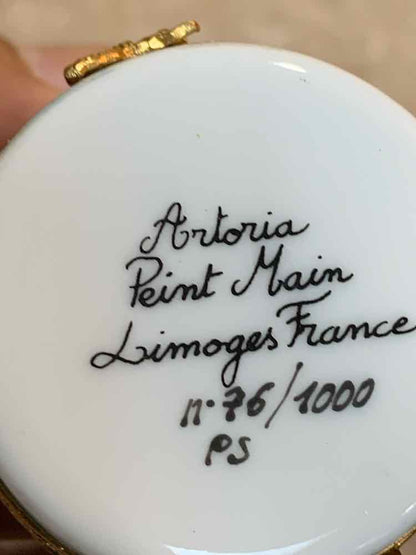 Artoria
Peint Main
Limoges France
n° 76/1000
PS